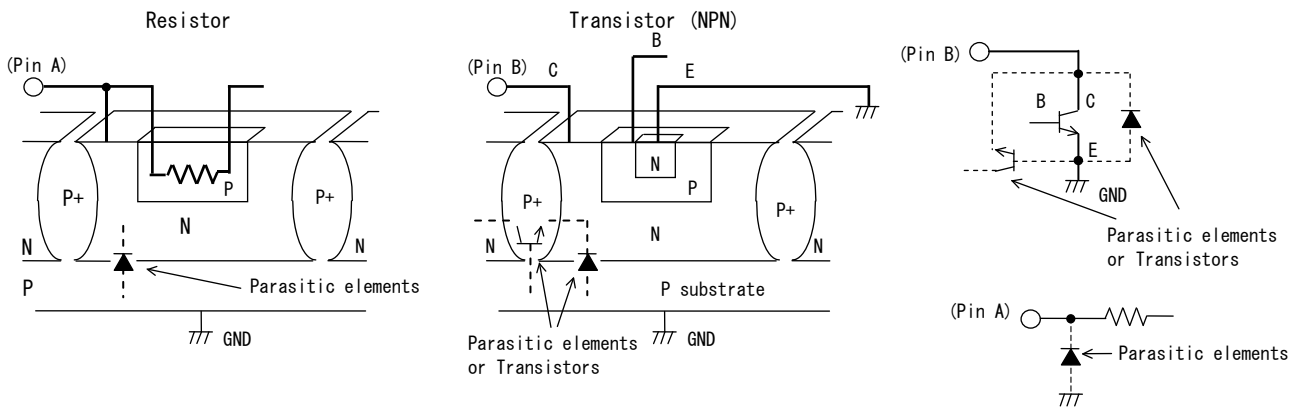 Resistor
(Pin A)
P+
P
P+
N
N
N
P
Parasitic elements
GND
Transistor (NPN)
B
(Pin B)
C
E
N
P
P+
P+
N
N
N
P substrate
GND
Parasitic elements
or Transistors
(Pin B)
B
C
E
GND
Parasitic elements
or Transistors
(Pin A)
Parasitic elements